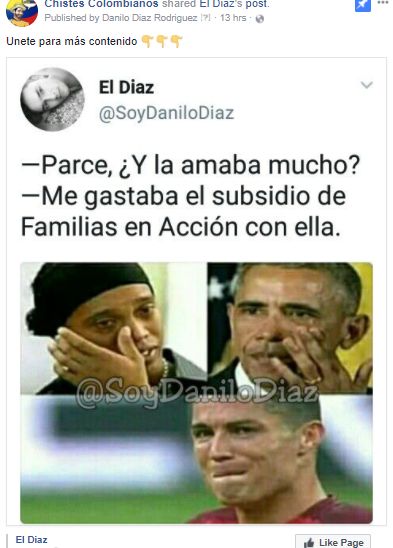 Chistes Colombianos shared El Diaz's post.
Published by Danilo Diaz Rodriguez [?] · 13 hrs ·
Unete para más contenido 👇👇👇
El Diaz
@SoyDaniloDiaz
—Parce, ¿Y la amaba mucho?
—Me gastaba el subsidio de
Familias en Acción con ella.
@SoyDaniloDiaz
El Diaz
Like Page